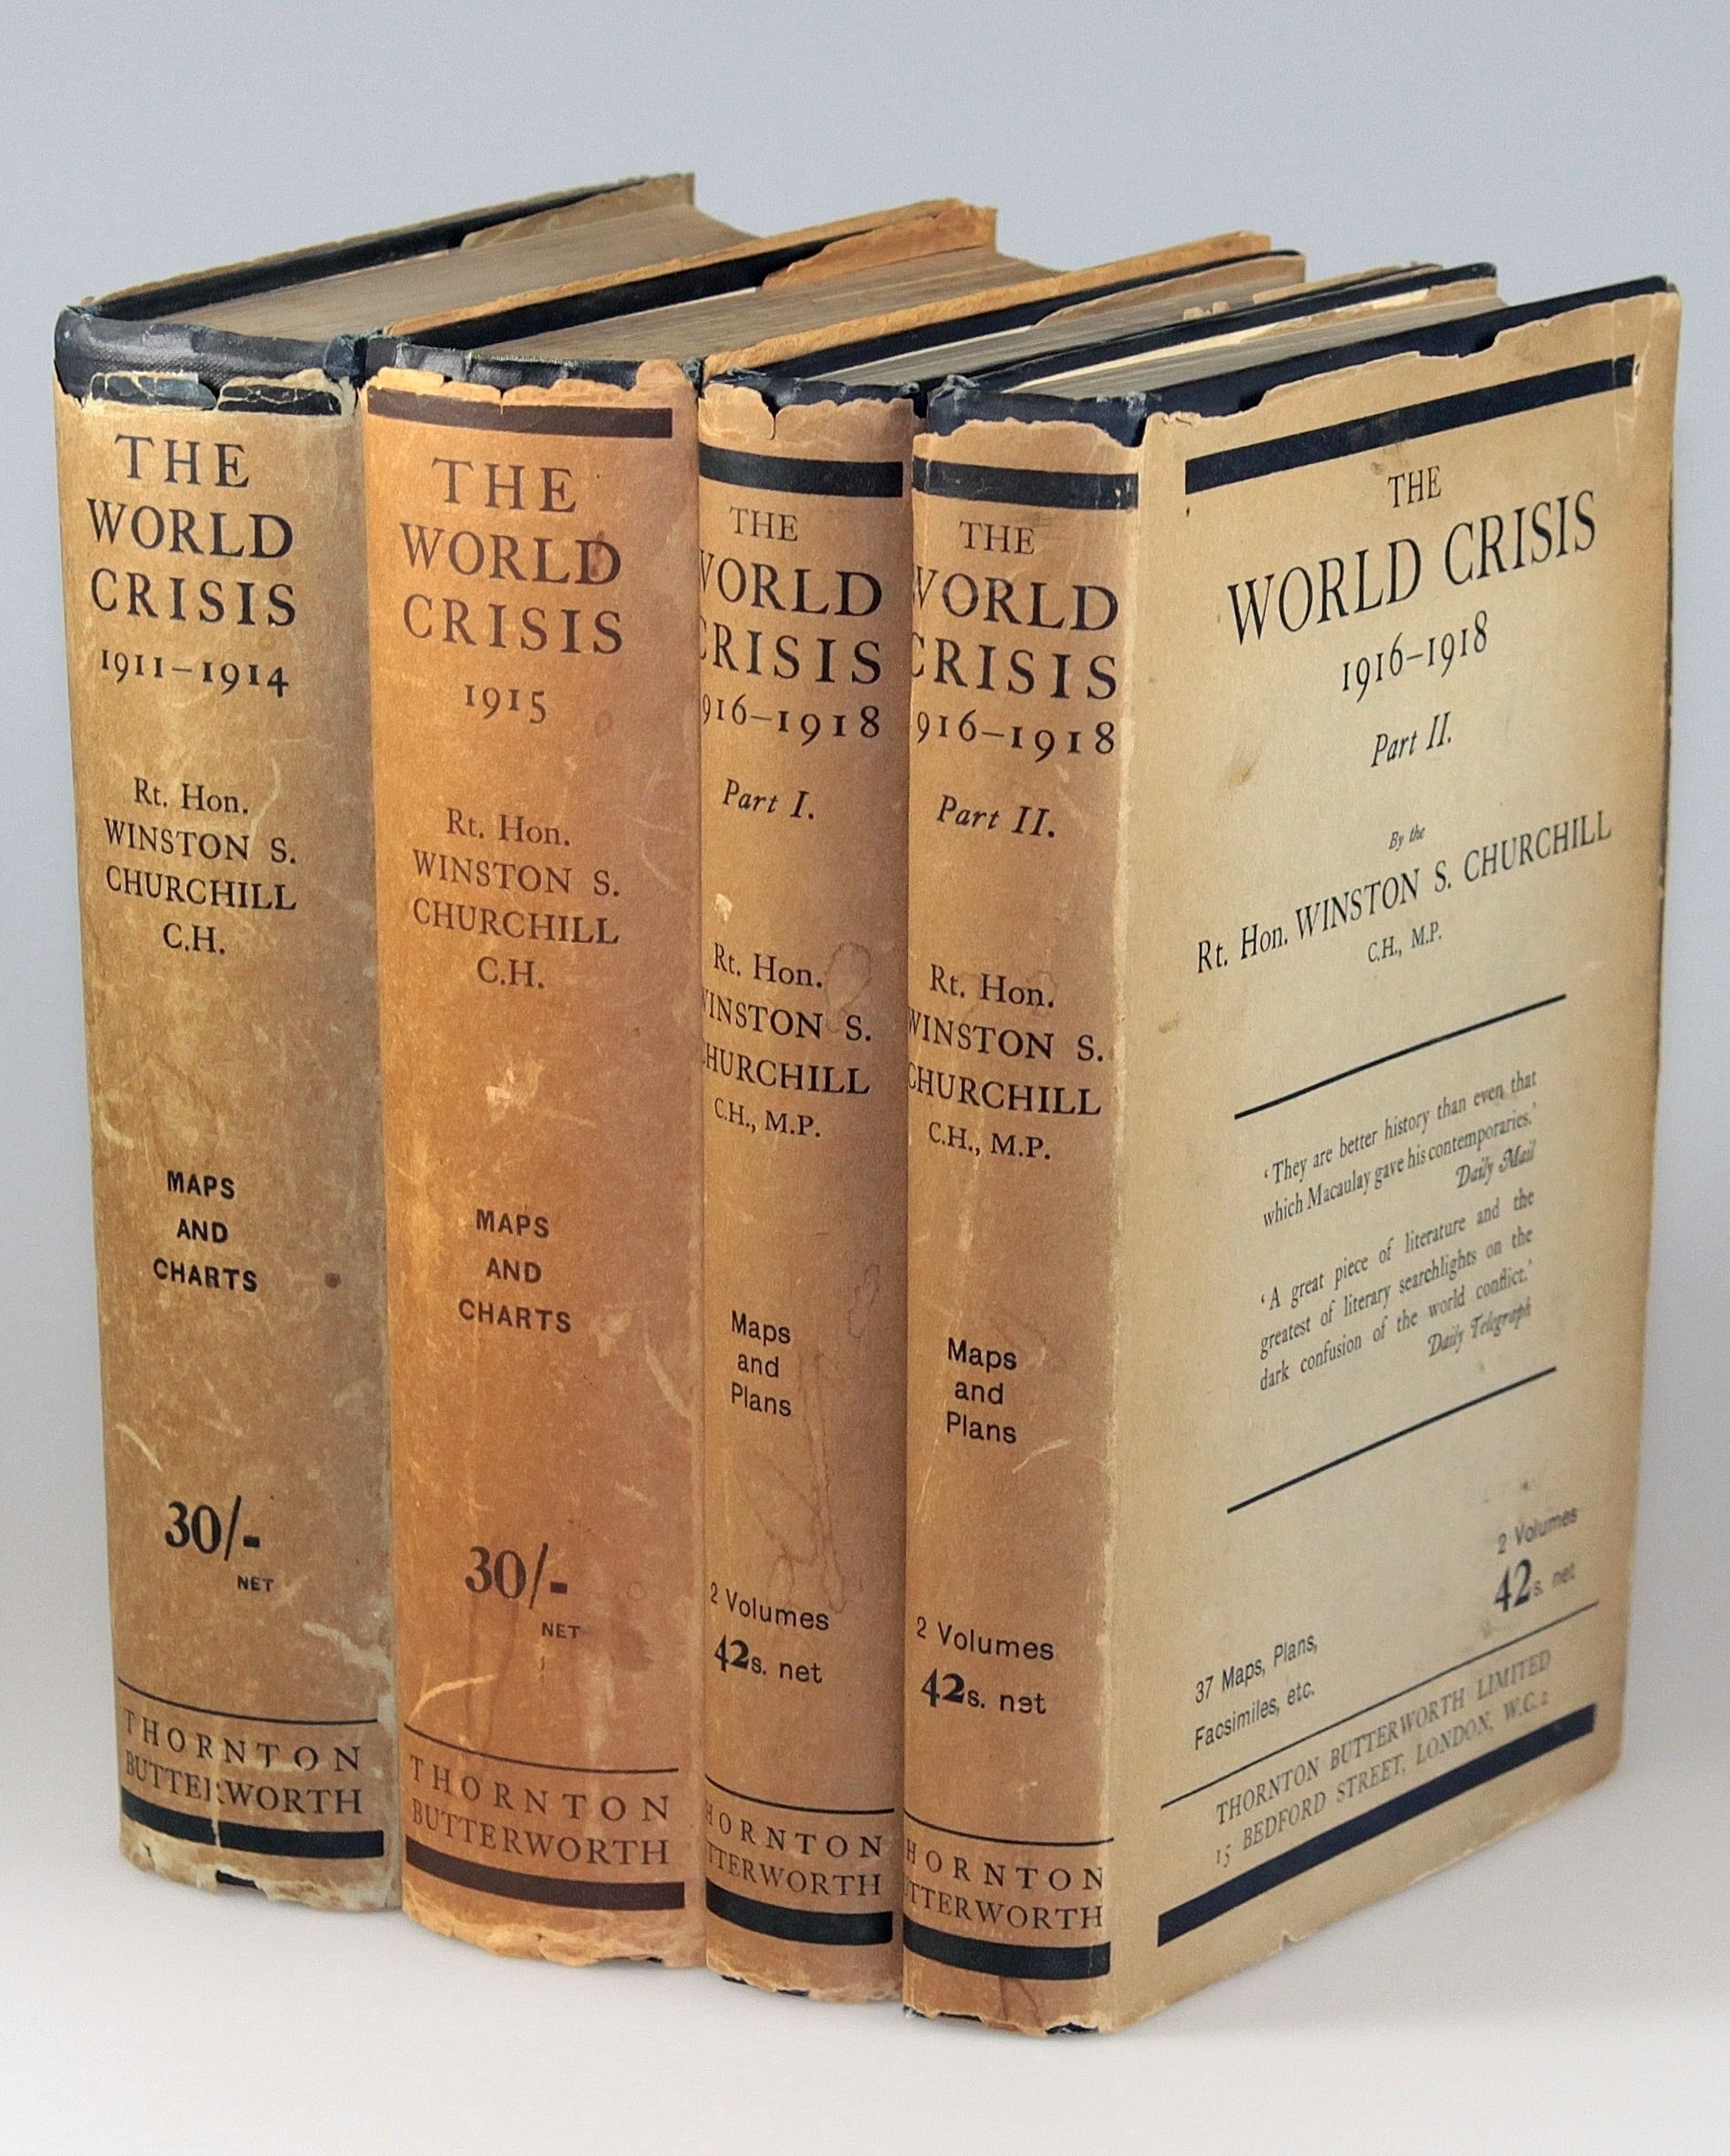 THE
WORLD
CRISIS
1911–1914
Rt. Hon.
WINSTON S.
CHURCHILL
C.H.
MAPS
AND
CHARTS
30/-
NET
THORNTON
BUTTERWORTH
THE
WORLD
CRISIS
1915
Rt. Hon.
WINSTON S.
CHURCHILL
C.H.
MAPS
AND
CHARTS
30/-
NET
THORNTON
BUTTERWORTH
THE
WORLD
CRISIS
916–1918
Part I.
Rt. Hon.
WINSTON S.
CHURCHILL
C.H., M.P.
Maps
and
Plans
2 Volumes
42s. net
HORNTON
TTERWORTH
THE
WORLD
CRISIS
916–1918
Part II.
Rt. Hon.
WINSTON S.
CHURCHILL
C.H., M.P.
Maps
and
Plans
2 Volumes
42s. net
HORNTON
UTTERWORTH
THE
WORLD CRISIS
1916–1918
Part II.
By the
Rt. Hon. WINSTON S. CHURCHILL
C.H., M.P.
‘They are better history than even that
which Macaulay gave his contemporaries.’
Daily Mail
‘A great piece of literature and the
greatest of literary searchlights on the
dark confusion of the world conflict.’
Daily Telegraph
2 Volumes
42s. net
37 Maps, Plans,
Facsimiles, etc.
THORNTON BUTTERWORTH LIMITED
15 BEDFORD STREET, LONDON, W.C.2